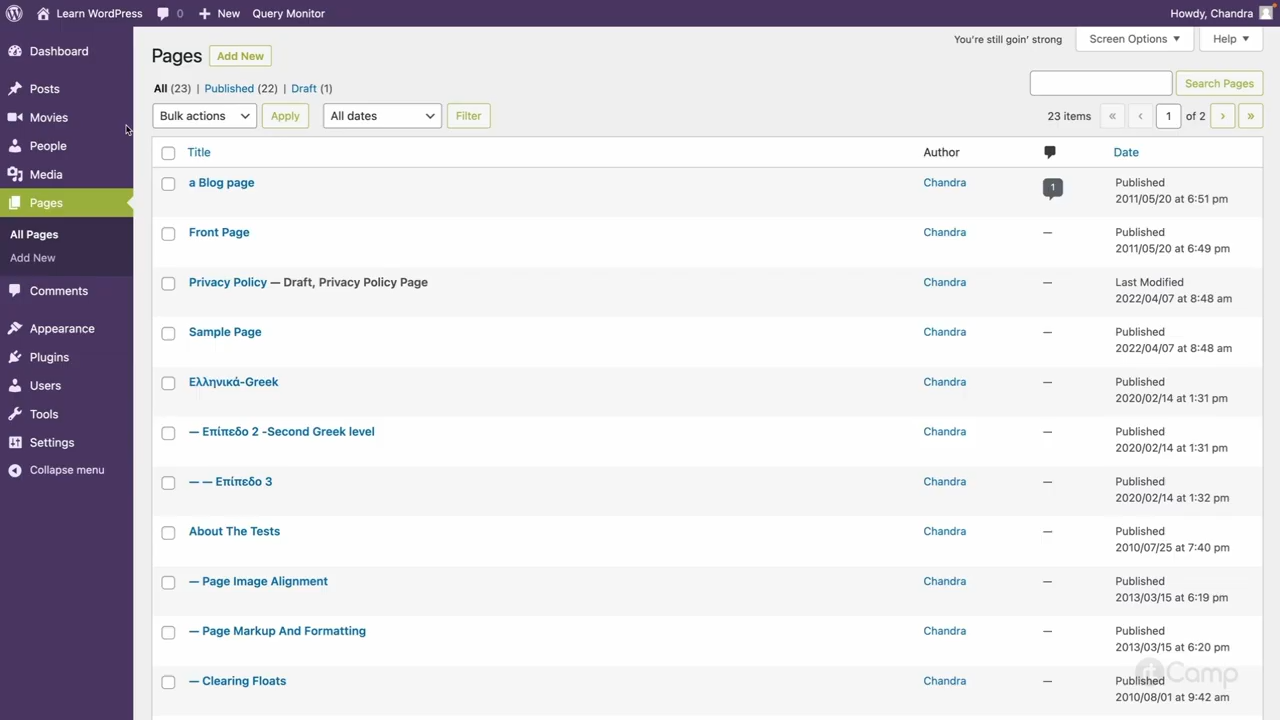 Learn WordPress 0 New Query Monitor Howdy, Chandra
Dashboard
Posts
Movies
People
Media
Pages
All Pages
Add New
Comments
Appearance
Plugins
Users
Tools
Settings
Collapse menu
You're still goin' strong Screen Options Help
Pages Add New
All (23) | Published (22) | Draft (1)
Search Pages
Bulk actions Apply All dates Filter 23 items « ‹ 1 of 2 › »
Title Author Date
a Blog page Chandra 1 Published
2011/05/20 at 6:51 pm
Front Page Chandra — Published
2011/05/20 at 6:49 pm
Privacy Policy — Draft, Privacy Policy Page Chandra — Last Modified
2022/04/07 at 8:48 am
Sample Page Chandra — Published
2022/04/07 at 8:48 am
Ελληνικά-Greek Chandra — Published
2020/02/14 at 1:31 pm
— Επίπεδο 2 -Second Greek level Chandra — Published
2020/02/14 at 1:31 pm
— — Επίπεδο 3 Chandra — Published
2020/02/14 at 1:32 pm
About The Tests Chandra — Published
2010/07/25 at 7:40 pm
— Page Image Alignment Chandra — Published
2013/03/15 at 6:19 pm
— Page Markup And Formatting Chandra — Published
2013/03/15 at 6:20 pm
— Clearing Floats Chandra — Published
2010/08/01 at 9:42 am
rtCamp